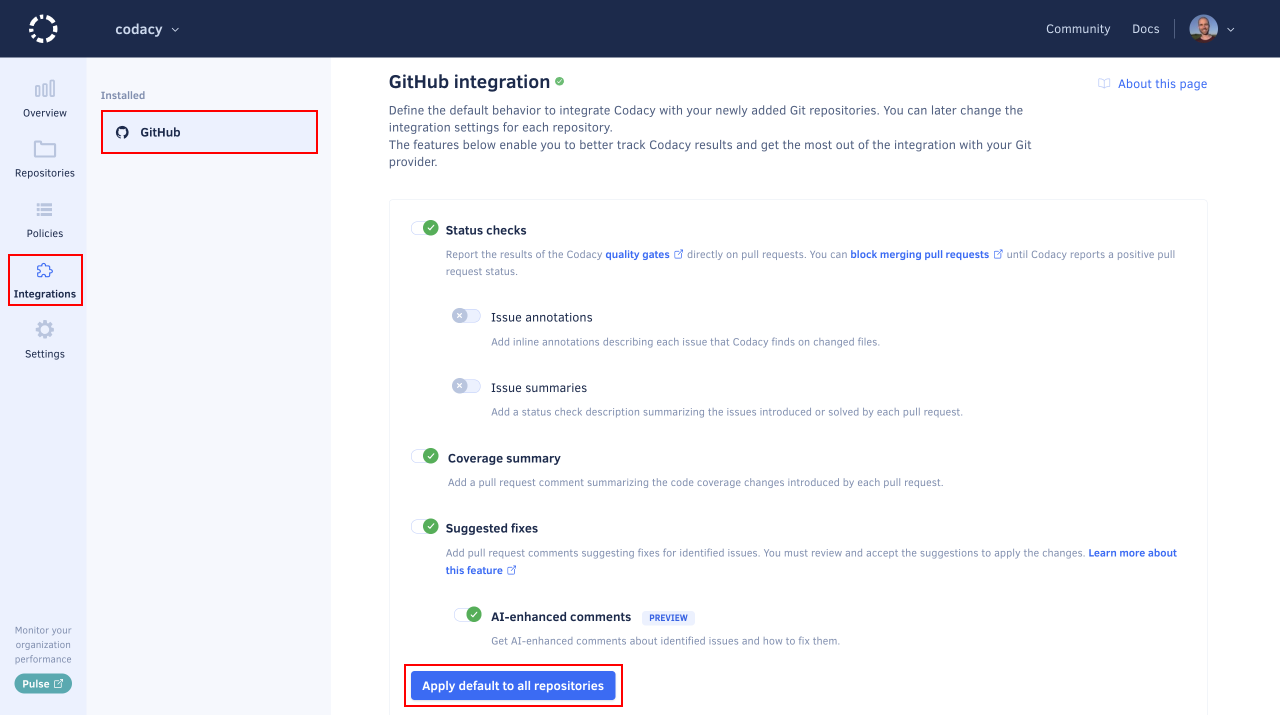 codacy
Community
Docs
Overview
Repositories
Policies
Integrations
Settings
Monitor your
organization
performance
Pulse
Installed
GitHub
GitHub integration
About this page
Define the default behavior to integrate Codacy with your newly added Git repositories. You can later change the
integration settings for each repository.
The features below enable you to better track Codacy results and get the most out of the integration with your Git
provider.
Status checks
Report the results of the Codacy quality gates directly on pull requests. You can block merging pull requests until Codacy reports a positive pull
request status.
Issue annotations
Add inline annotations describing each issue that Codacy finds on changed files.
Issue summaries
Add a status check description summarizing the issues introduced or solved by each pull request.
Coverage summary
Add a pull request comment summarizing the code coverage changes introduced by each pull request.
Suggested fixes
Add pull request comments suggesting fixes for identified issues. You must review and accept the suggestions to apply the changes. Learn more about
this feature
AI-enhanced comments PREVIEW
Get AI-enhanced comments about identified issues and how to fix them.
Apply default to all repositories